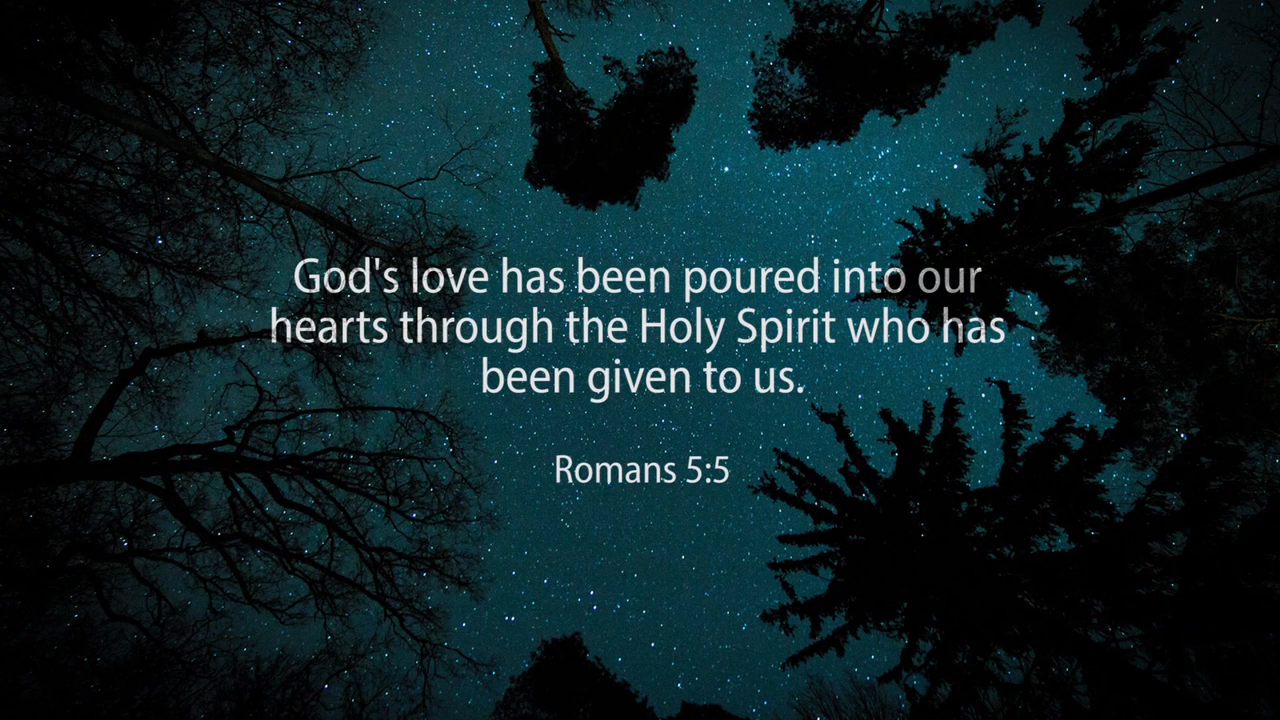 God's love has been poured into our
hearts through the Holy Spirit who has
been given to us.
Romans 5:5